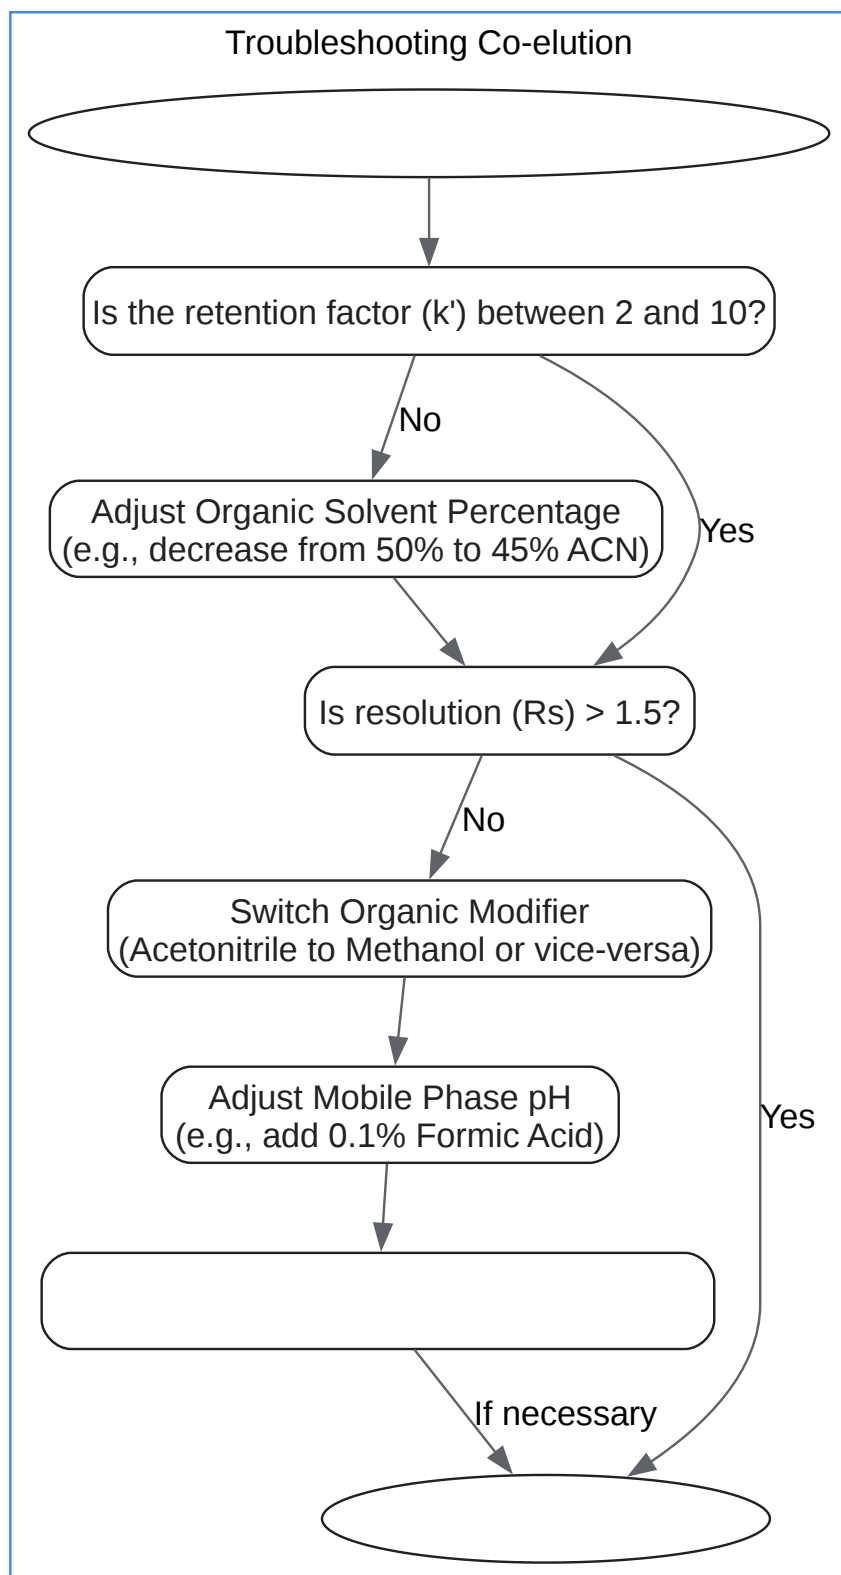 Troubleshooting Co-elution
Is the retention factor (k') between 2 and 10?
No
Adjust Organic Solvent Percentage
(e.g., decrease from 50% to 45% ACN)
Yes
Is resolution (Rs) > 1.5?
No
Switch Organic Modifier
(Acetonitrile to Methanol or vice-versa)
Adjust Mobile Phase pH
(e.g., add 0.1% Formic Acid)
Yes
If necessary